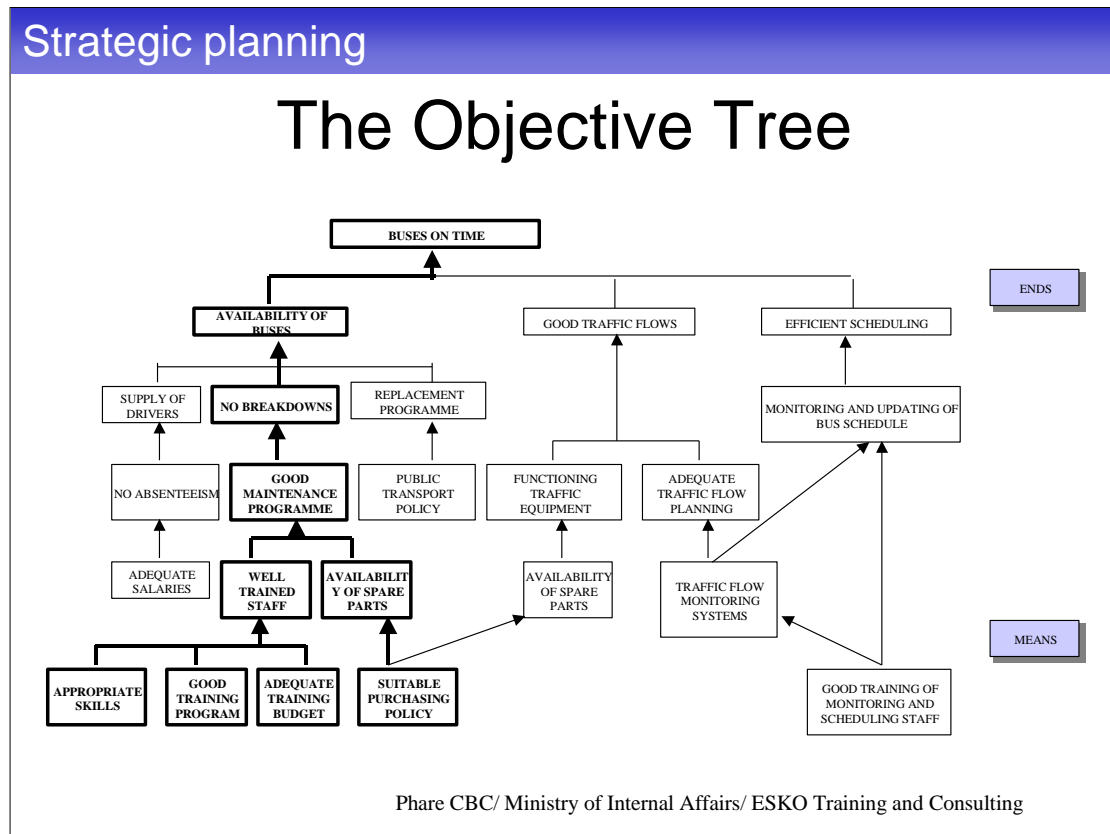 Strategic planning
The Objective Tree
BUSES ON TIME
ENDS
AVAILABILITY OF
BUSES
GOOD TRAFFIC FLOWS
EFFICIENT SCHEDULING
SUPPLY OF
DRIVERS
NO BREAKDOWNS
REPLACEMENT
PROGRAMME
MONITORING AND UPDATING OF
BUS SCHEDULE
NO ABSENTEEISM
GOOD
MAINTENANCE
PROGRAMME
PUBLIC
TRANSPORT
POLICY
FUNCTIONING
TRAFFIC
EQUIPMENT
ADEQUATE
TRAFFIC FLOW
PLANNING
ADEQUATE
SALARIES
WELL
TRAINED
STAFF
AVAILABILIT
Y OF SPARE
PARTS
AVAILABILITY
OF SPARE
PARTS
TRAFFIC FLOW
MONITORING
SYSTEMS
MEANS
APPROPRIATE
SKILLS
GOOD
TRAINING
PROGRAM
ADEQUATE
TRAINING
BUDGET
SUITABLE
PURCHASING
POLICY
GOOD TRAINING OF
MONITORING AND
SCHEDULING STAFF
Phare CBC/ Ministry of Internal Affairs/ ESKO Training and Consulting